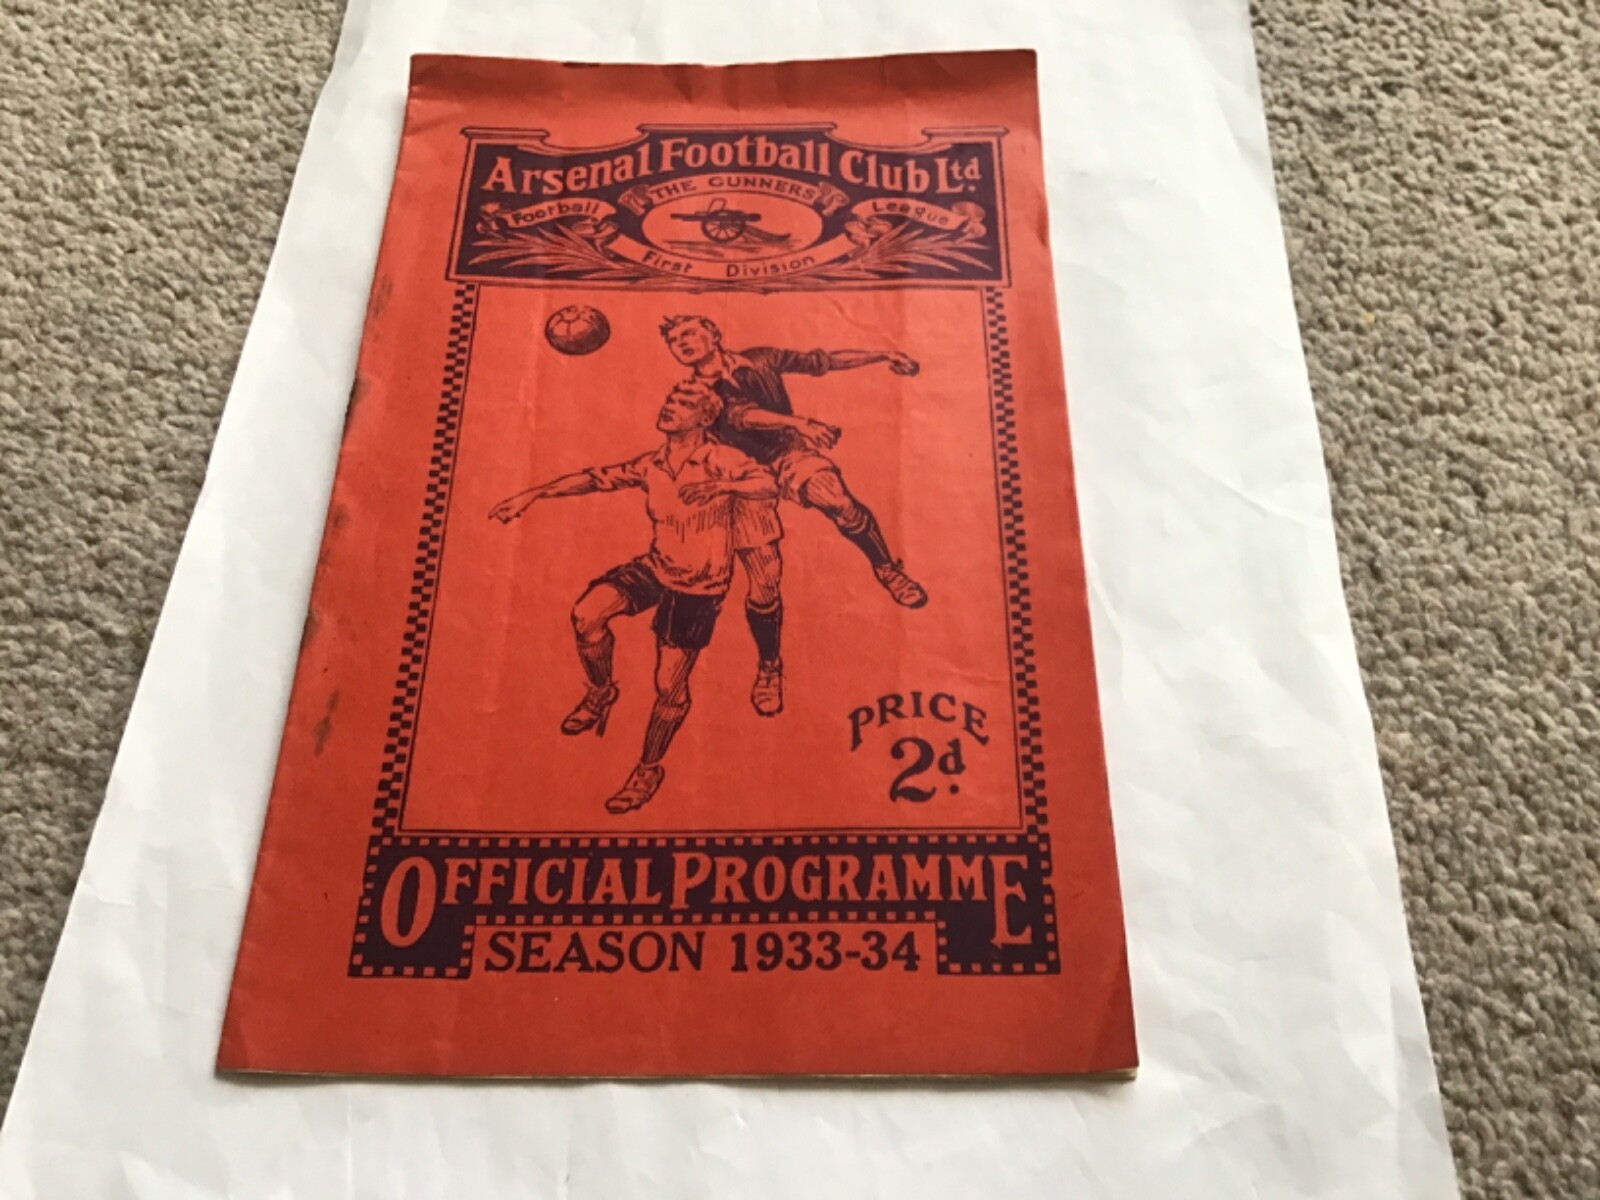 Arsenal Football Club Ltd.
THE GUNNERS
Football League
First Division
PRICE
2d.
OFFICIAL PROGRAMME
SEASON 1933-34